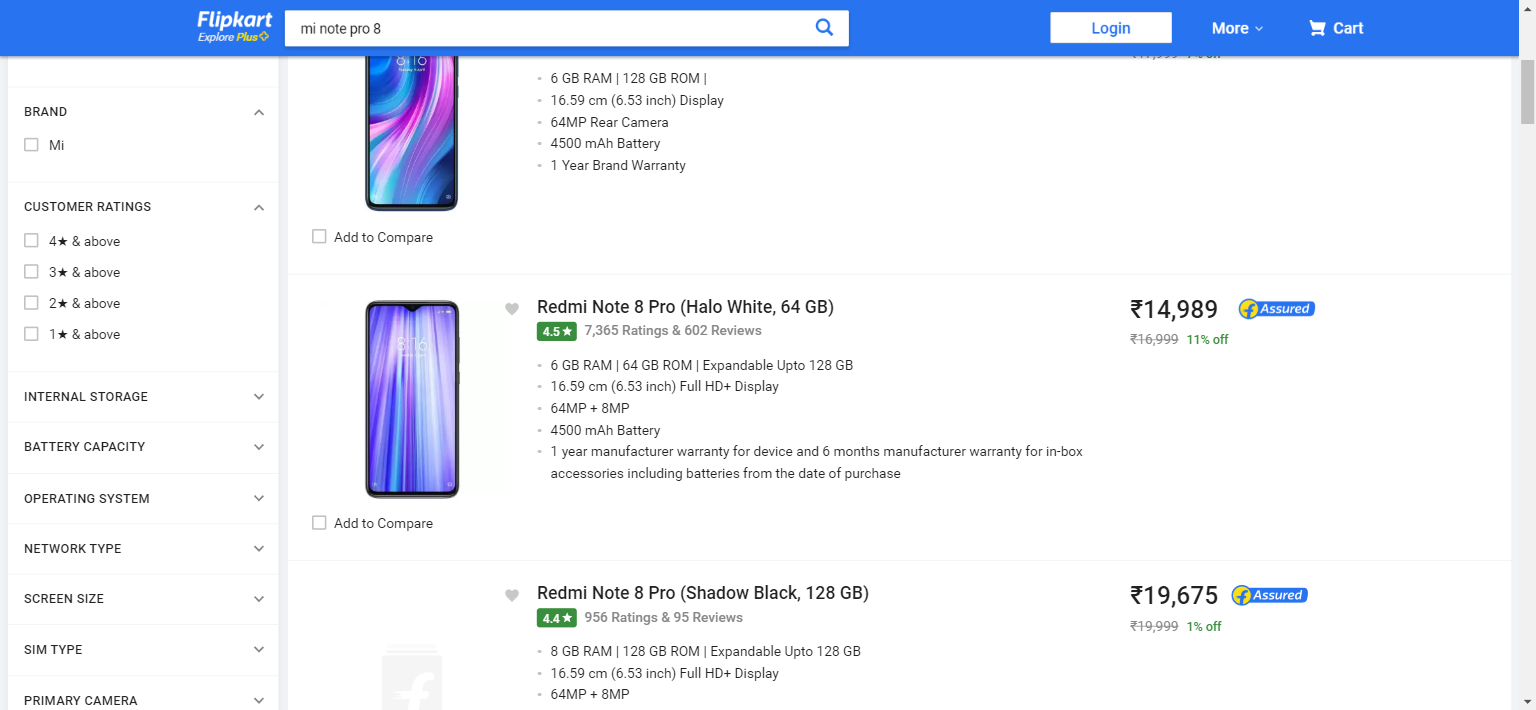 Flipkart
Explore Plus
mi note pro 8
Login
More
Cart
BRAND
Mi
CUSTOMER RATINGS
4★ & above
3★ & above
2★ & above
1★ & above
INTERNAL STORAGE
BATTERY CAPACITY
OPERATING SYSTEM
NETWORK TYPE
SCREEN SIZE
SIM TYPE
PRIMARY CAMERA
8:16
6 GB RAM | 128 GB ROM |
16.59 cm (6.53 inch) Display
64MP Rear Camera
4500 mAh Battery
1 Year Brand Warranty
Add to Compare
8:16
Redmi Note 8 Pro (Halo White, 64 GB)
4.5★ 7,365 Ratings & 602 Reviews
6 GB RAM | 64 GB ROM | Expandable Upto 128 GB
16.59 cm (6.53 inch) Full HD+ Display
64MP + 8MP
4500 mAh Battery
1 year manufacturer warranty for device and 6 months manufacturer warranty for in-box
accessories including batteries from the date of purchase
₹14,989 Assured
₹16,999 11% off
Add to Compare
Redmi Note 8 Pro (Shadow Black, 128 GB)
4.4★ 956 Ratings & 95 Reviews
8 GB RAM | 128 GB ROM | Expandable Upto 128 GB
16.59 cm (6.53 inch) Full HD+ Display
64MP + 8MP
₹19,675 Assured
₹19,999 1% off